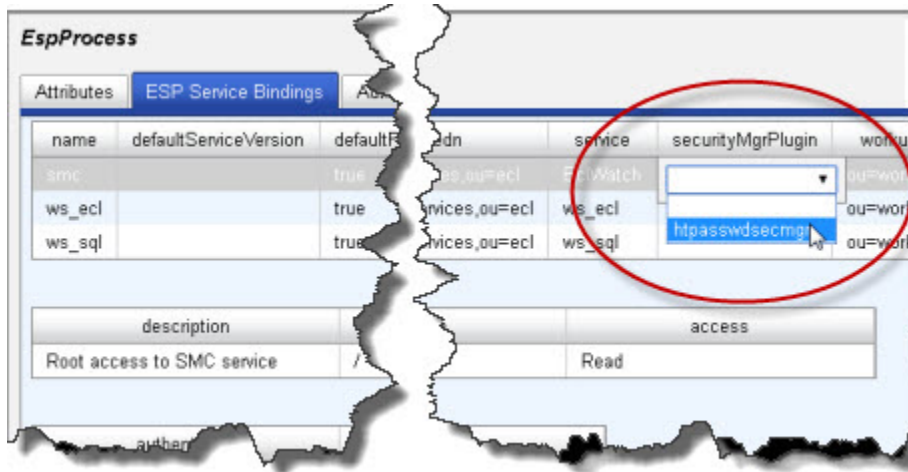 EspProcess
Attributes ESP Service Bindings
name defaultServiceVersion service securityMgrPlugin
smc true EclWatch
ws_ecl true ws_ecl
htpasswdsecmgr
ws_sql true ws_sql
description access
Root access to SMC service / Read